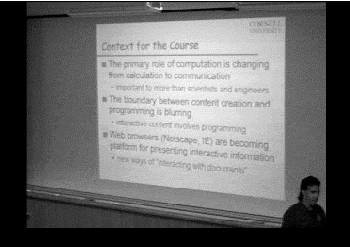 CORNELL
UNIVERSITY
Context for the Course
The primary role of computation is changing
from calculation to communication
important to more than scientists and engineers
The boundary between content creation and
programming is blurring
interactive content involves programming
Web browsers (Netscape, IE) are becoming
platform for presenting interactive information
new ways of "interacting with documents"